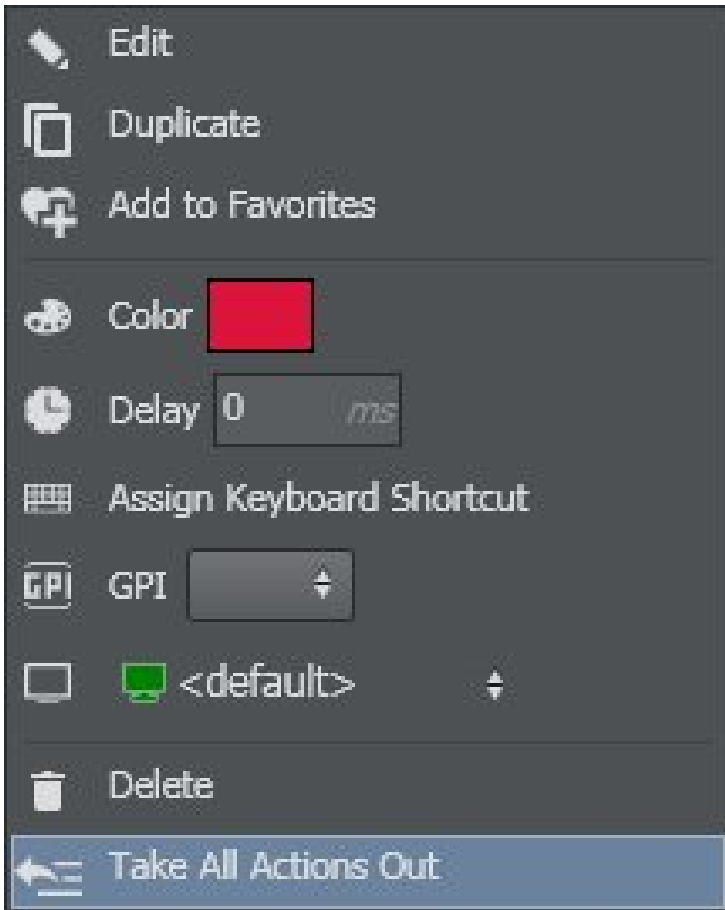 Edit
Duplicate
Add to Favorites
Color
Delay 0 ms
Assign Keyboard Shortcut
GPI GPI
<default>
Delete
Take All Actions Out